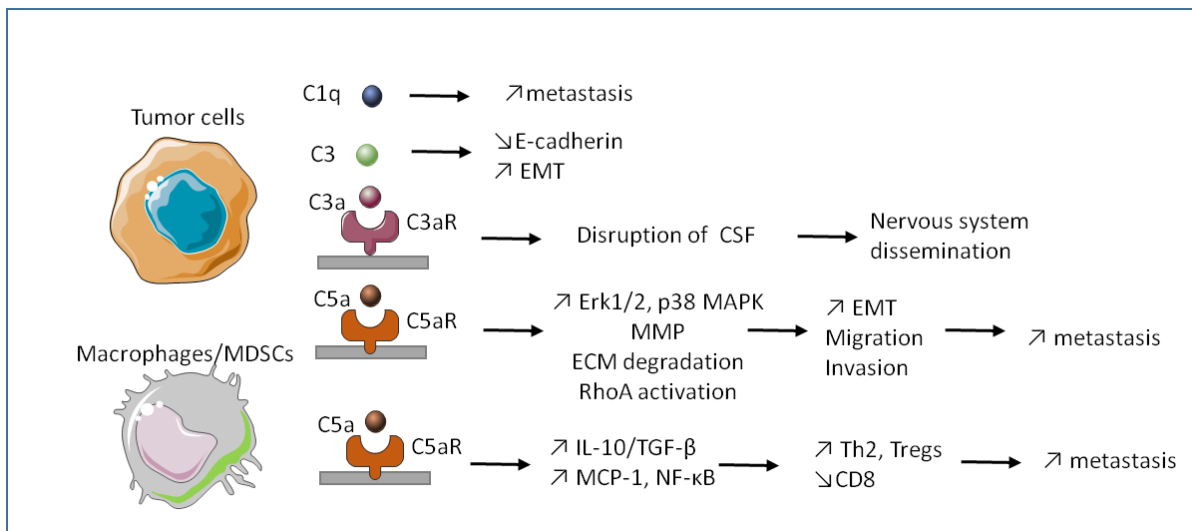 Tumor cells
C1q → ↗metastasis
C3 → ↘E-cadherin
↗ EMT
C3a
C3aR → Disruption of CSF → Nervous system
dissemination
C5a
C5aR → ↗ Erk1/2, p38 MAPK
MMP
ECM degradation
RhoA activation
→ ↗ EMT
Migration
Invasion
→ ↗ metastasis
Macrophages/MDSCs
C5a
C5aR → ↗ IL-10/TGF-β
↗ MCP-1, NF-κB
→ ↗ Th2, Tregs
↘CD8
→ ↗ metastasis